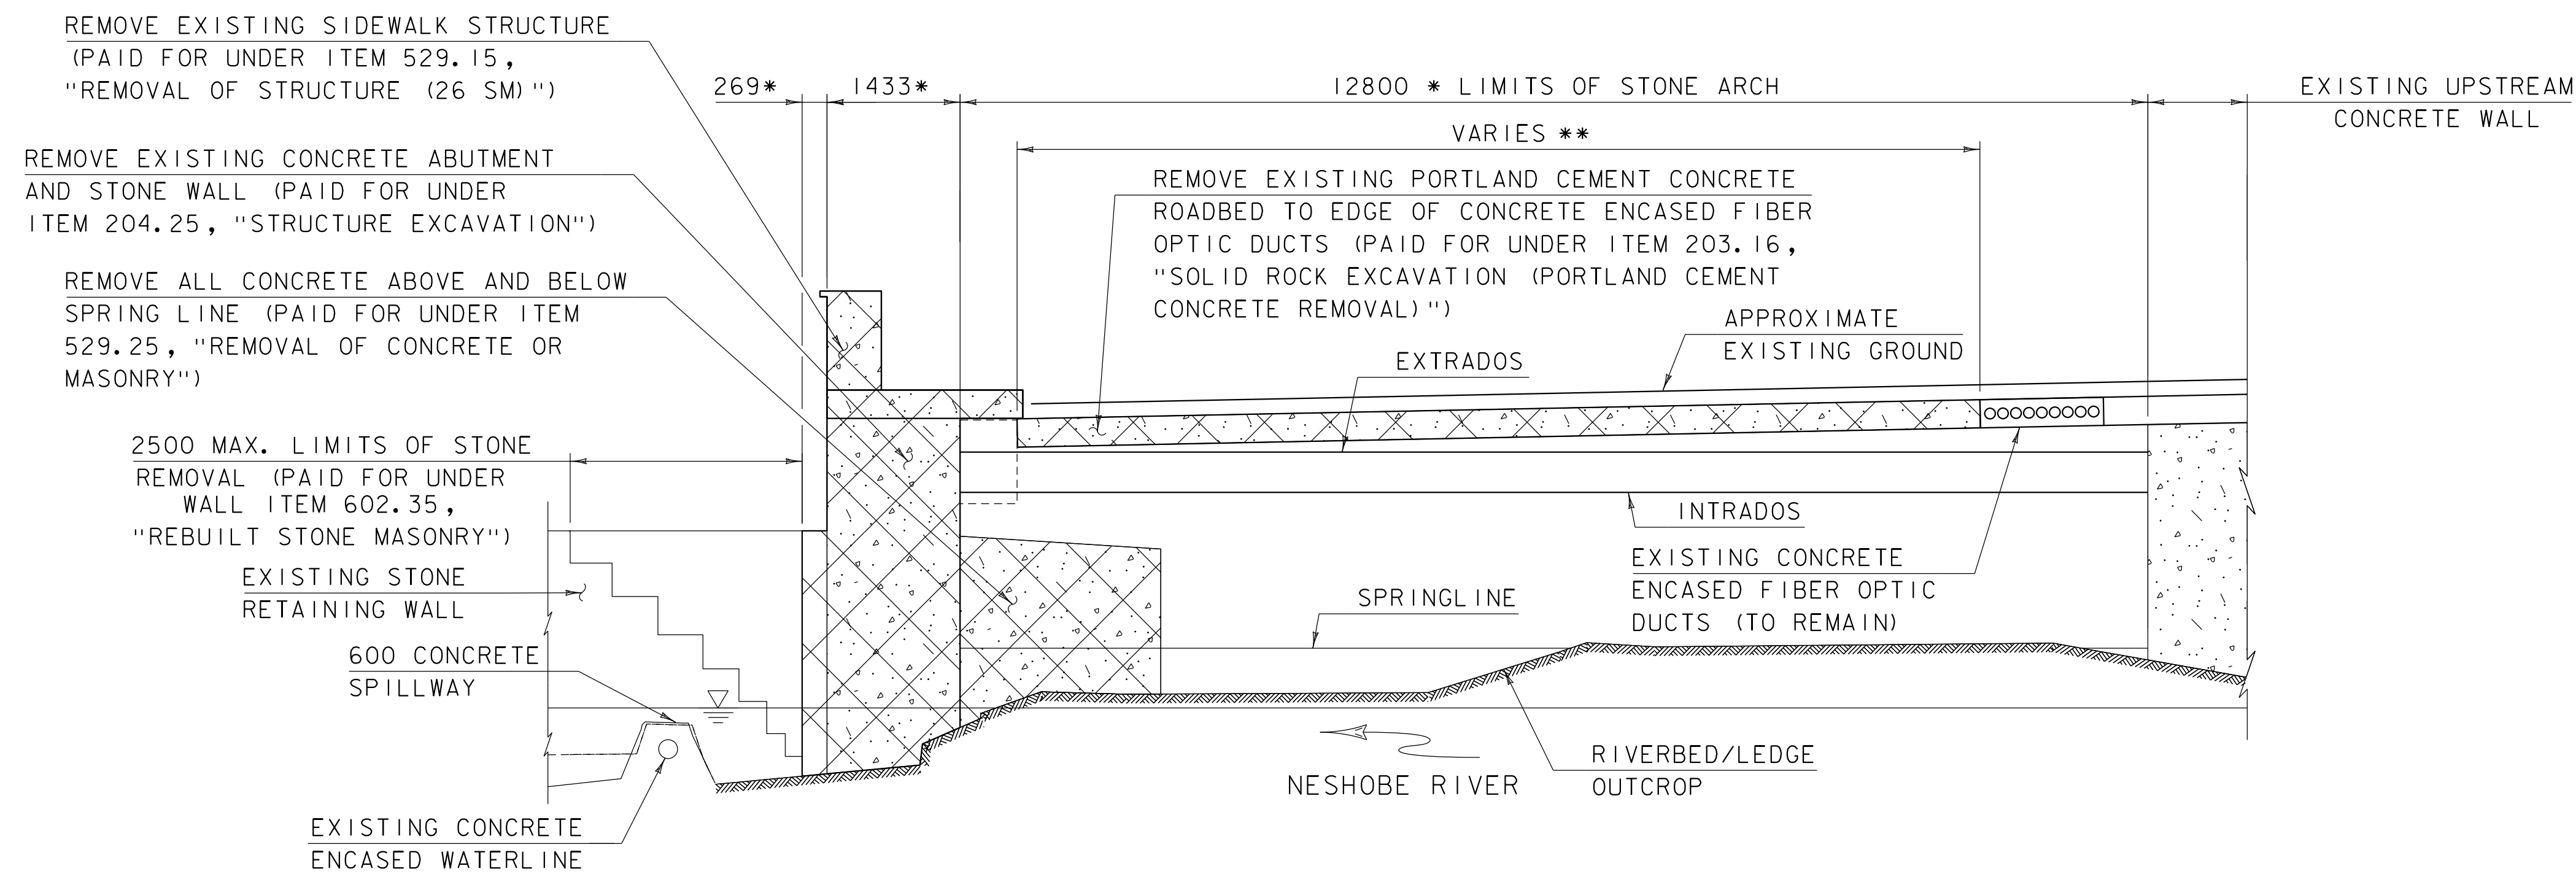 REMOVE EXISTING SIDEWALK STRUCTURE
(PAID FOR UNDER ITEM 529.15,
"REMOVAL OF STRUCTURE (26 SM)")
269*
1433*
12800 * LIMITS OF STONE ARCH
EXISTING UPSTREAM
CONCRETE WALL
VARIES **
REMOVE EXISTING CONCRETE ABUTMENT
AND STONE WALL (PAID FOR UNDER
ITEM 204.25, "STRUCTURE EXCAVATION")
REMOVE EXISTING PORTLAND CEMENT CONCRETE
ROADBED TO EDGE OF CONCRETE ENCASED FIBER
OPTIC DUCTS (PAID FOR UNDER ITEM 203.16,
"SOLID ROCK EXCAVATION (PORTLAND CEMENT
CONCRETE REMOVAL)")
REMOVE ALL CONCRETE ABOVE AND BELOW
SPRING LINE (PAID FOR UNDER ITEM
529.25, "REMOVAL OF CONCRETE OR
MASONRY")
APPROXIMATE
EXISTING GROUND
EXTRADOS
2500 MAX. LIMITS OF STONE
REMOVAL (PAID FOR UNDER
WALL ITEM 602.35,
"REBUILT STONE MASONRY")
INTRADOS
EXISTING STONE
RETAINING WALL
EXISTING CONCRETE
ENCASED FIBER OPTIC
DUCTS (TO REMAIN)
SPRINGLINE
600 CONCRETE
SPILLWAY
NESHOBE RIVER
RIVERBED/LEDGE
OUTCROP
EXISTING CONCRETE
ENCASED WATERLINE